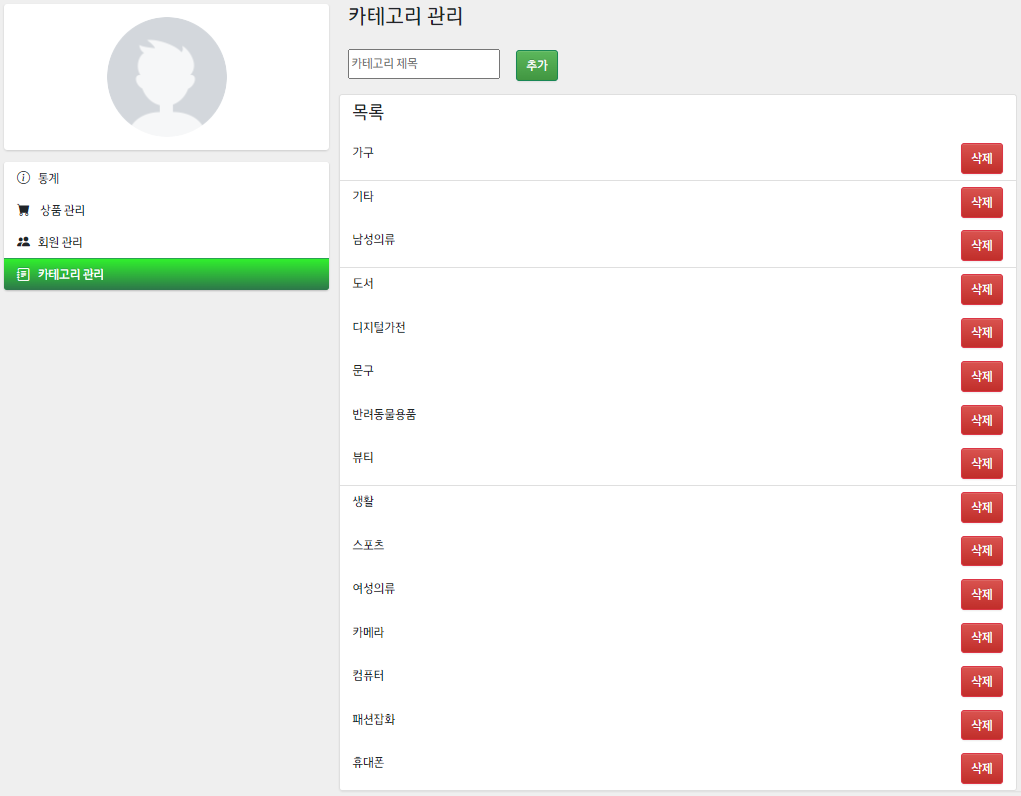 통계
상품 관리
회원 관리
카테고리 관리
카테고리 관리
카테고리 제목
추가
목록
가구 삭제
기타 삭제
남성의류 삭제
도서 삭제
디지털가전 삭제
문구 삭제
반려동물용품 삭제
뷰티 삭제
생활 삭제
스포츠 삭제
여성의류 삭제
카메라 삭제
컴퓨터 삭제
패션잡화 삭제
휴대폰 삭제